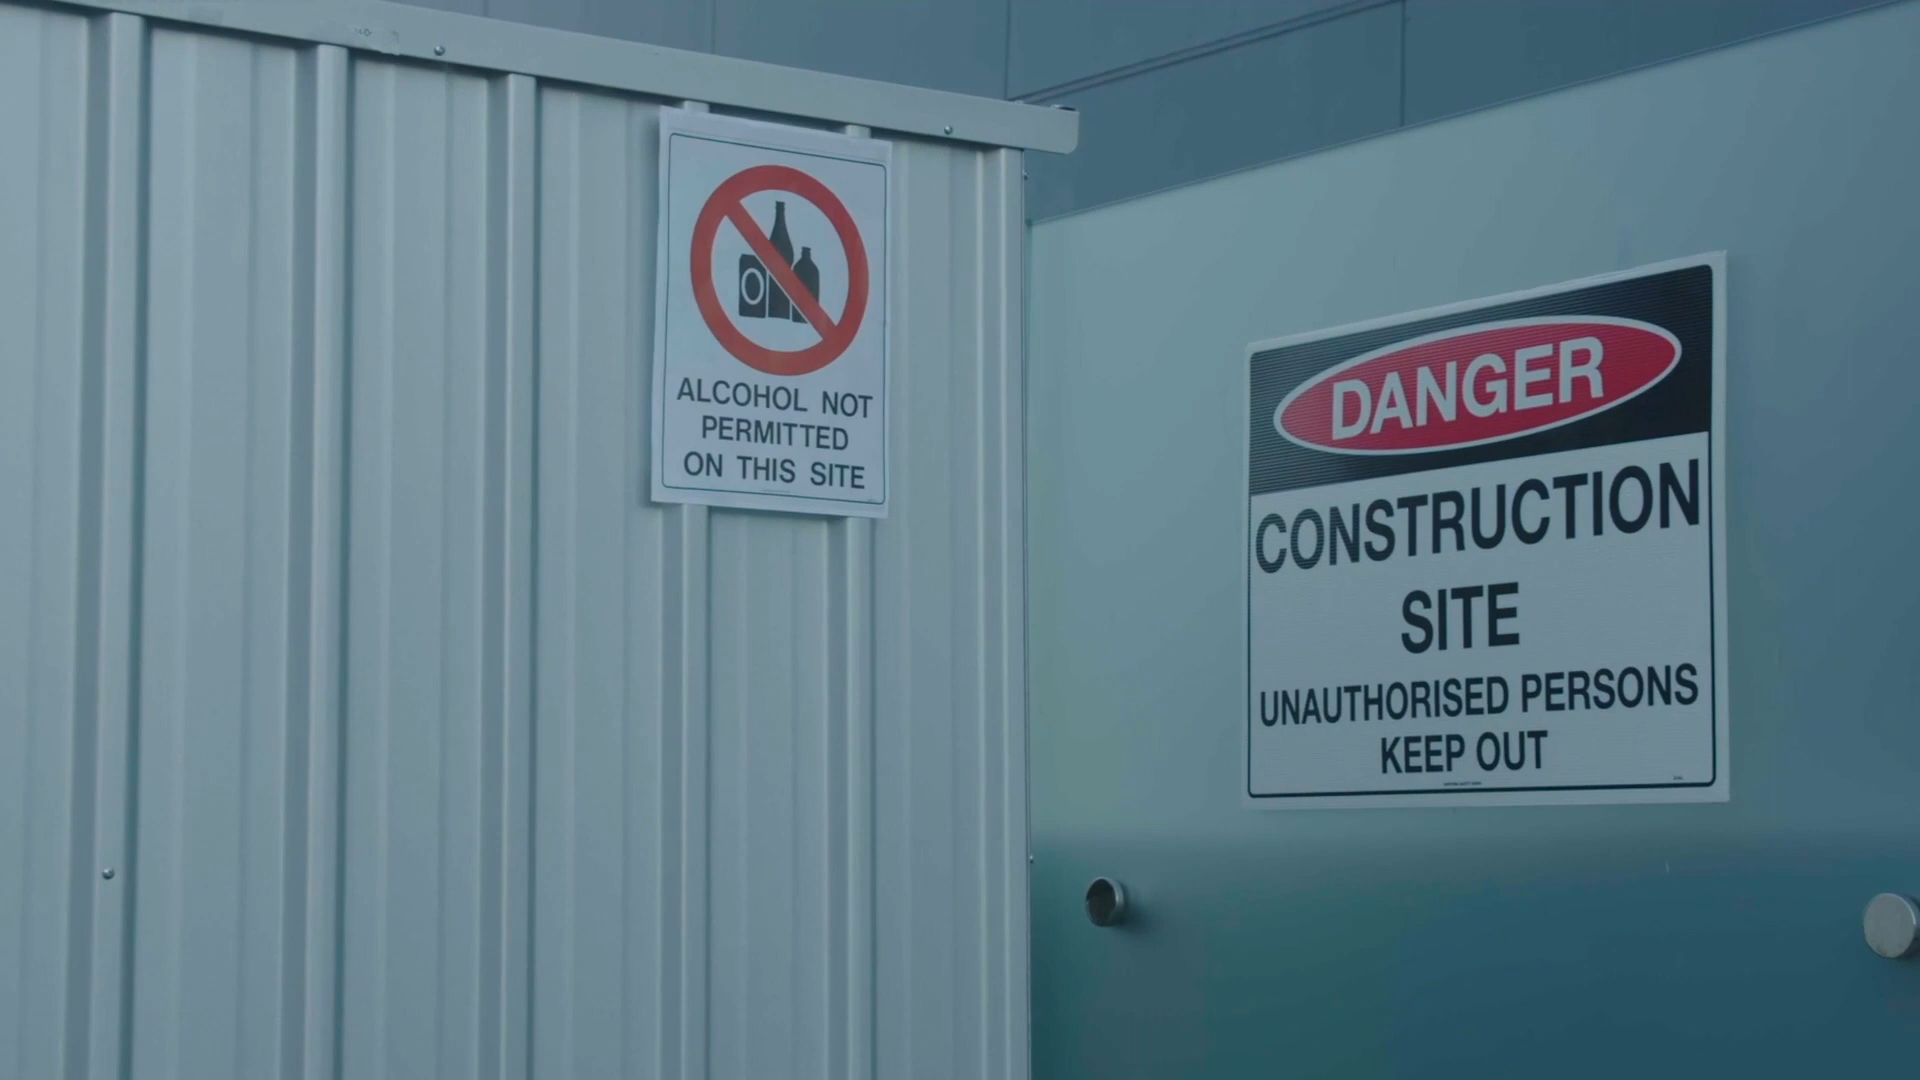 ALCOHOL NOT
PERMITTED
ON THIS SITE
DANGER
CONSTRUCTION
SITE
UNAUTHORISED PERSONS
KEEP OUT